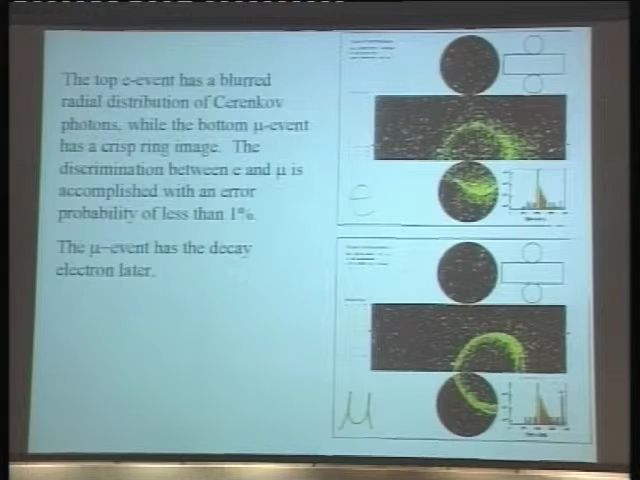 The top e-event has a blurred
radial distribution of Cerenkov
photons, while the bottom μ-event
has a crisp ring image. The
discrimination between e and μ is
accomplished with an error
probability of less than 1%.
The μ−event has the decay
electron later.
e
μ